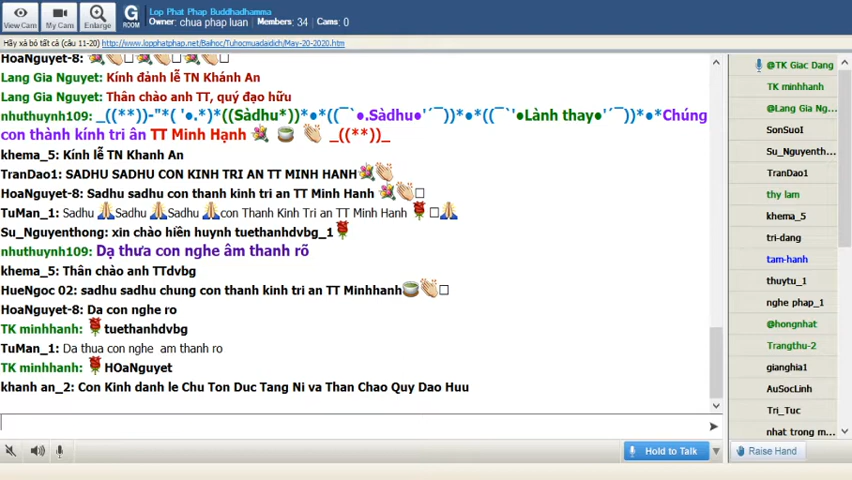 Lop Phat Phap Buddhadhamma
Owner: chua phap luan Members: 34 Cams: 0
View Cam
My Cam
Enlarge
G
ROOM
Hãy xả bỏ tất cả (câu 11-20) http://www.lopphatphap.net/Baihoc/Tuhocmuadaidich/May-20-2020.htm
HoaNguyet-8:
Lang Gia Nguyet: Kính đảnh lễ TN Khánh An
Lang Gia Nguyet: Thân chào anh TT, quý đạo hữu
nhuthuynh109: _((**))-"*( '●.*)*((Sàdhu*))*●*((¯`●.Sàdhu●'´¯))*●*((¯`'●Lành thay●'´¯))*●*Chúng
con thành kính tri ân TT Minh Hạnh 💐 🍵 👏 _((**))_
khema_5: Kính lễ TN Khanh An
TranDao1: SADHU SADHU CON KINH TRI AN TT MINH HANH💐👏
HoaNguyet-8: Sadhu sadhu con thanh kinh tri an TT Minh Hanh 💐👏□
TuMan_1: Sadhu 🙏Sadhu 🙏Sadhu 🙏con Thanh Kinh Tri an TT Minh Hanh 🌹□🙏
Su_Nguyenthong: xin chào hiền huynh tuethanhdvbg_1🌹
nhuthuynh109: Dạ thưa con nghe âm thanh rõ
khema_5: Thân chào anh TTdvbg
HueNgoc 02: sadhu sadhu chung con thanh kinh tri an TT Minhhanh🍵👏□
HoaNguyet-8: Da con nghe ro
TK minhhanh: 🌹tuethanhdvbg
TuMan_1: Da thua con nghe am thanh ro
TK minhhanh: 🌹HOaNguyet
khanh an_2: Con Kinh danh le Chu Ton Duc Tang Ni va Than Chao Quy Dao Huu
@TK Giac Dang
TK minhhanh
@Lang Gia Ng...
SonSuoI
Su_Nguyenth...
TranDao1
thy lam
khema_5
tri-dang
tam-hanh
thuytu_1
nghe phap_1
@hongnhat
Trangthu-2
gianghia1
AuSocLinh
Tri_Tuc
nhat trong m...
Hold to Talk
Raise Hand